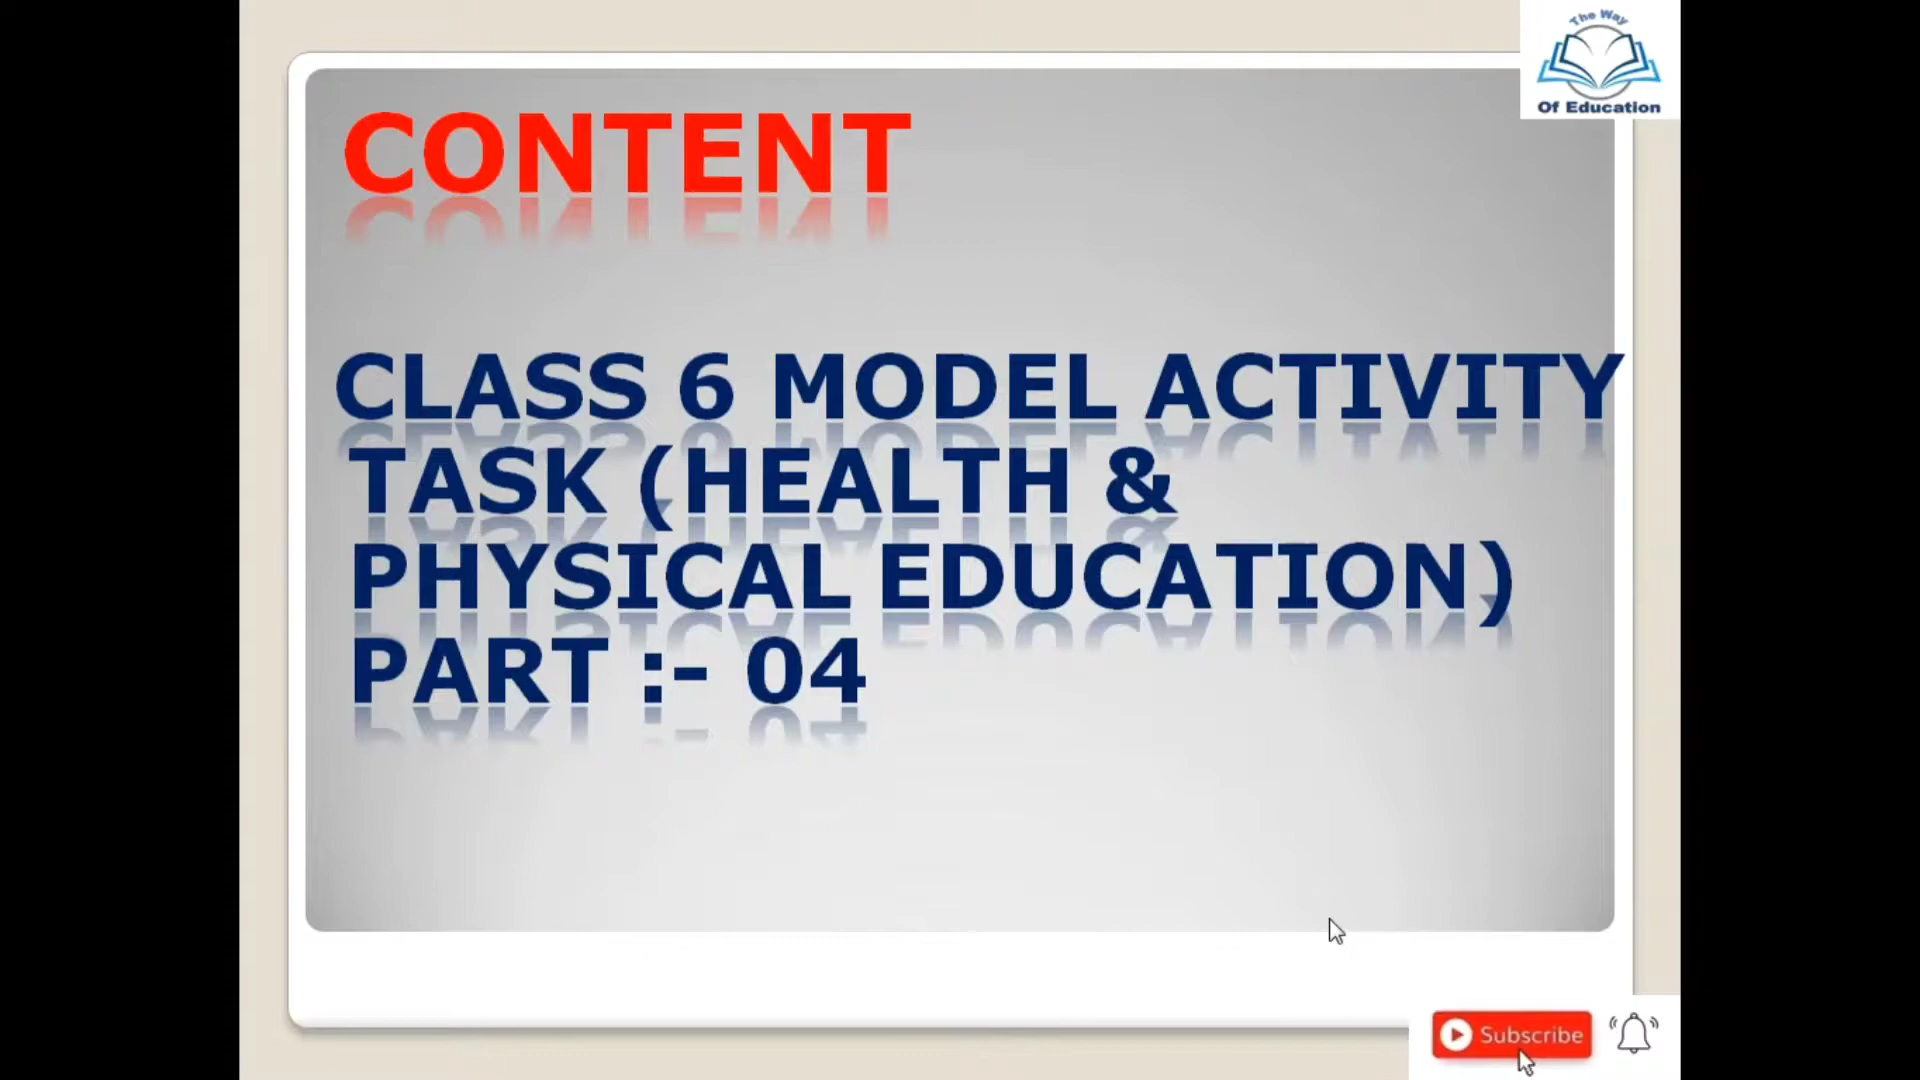 The Way
Of Education
CONTENT
CLASS 6 MODEL ACTIVITY
TASK (HEALTH &
PHYSICAL EDUCATION)
PART :- 04
Subscribe